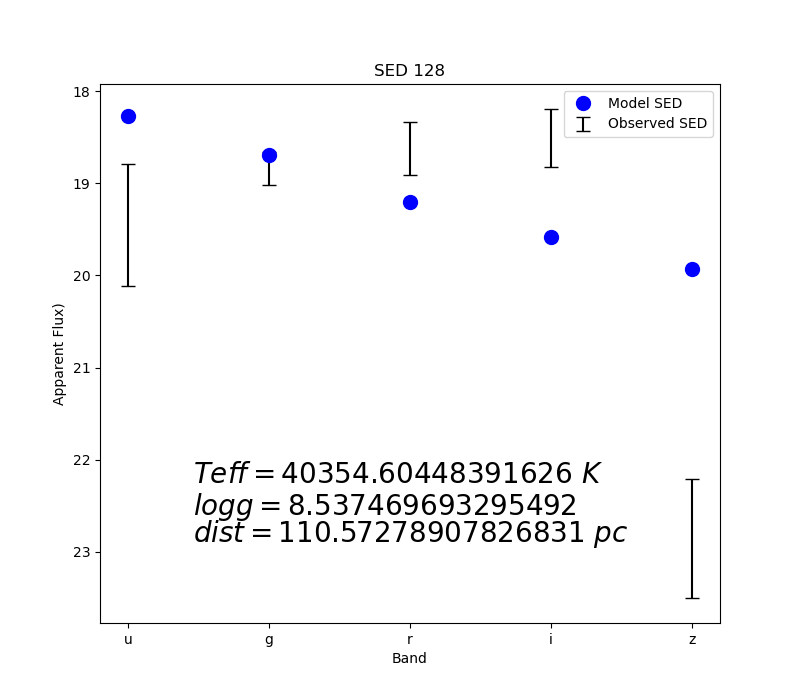 SED 128
Model SED
Observed SED
18
19
20
21
22
23
Apparent Flux)
Teff = 40354.60448391626 K
logg = 8.537469693295492
dist = 110.57278907826831 pc
u g r i z
Band